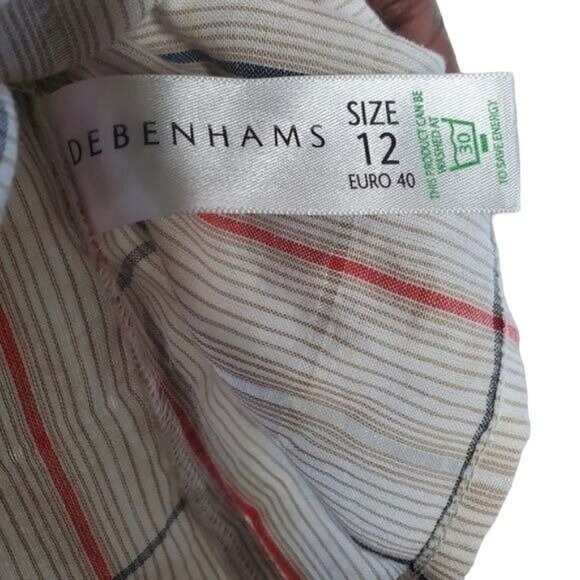 DEBENHAMS
SIZE
12
EURO 40
THIS PRODUCT CAN BE
WASHED AT
30
TO SAVE ENERGY